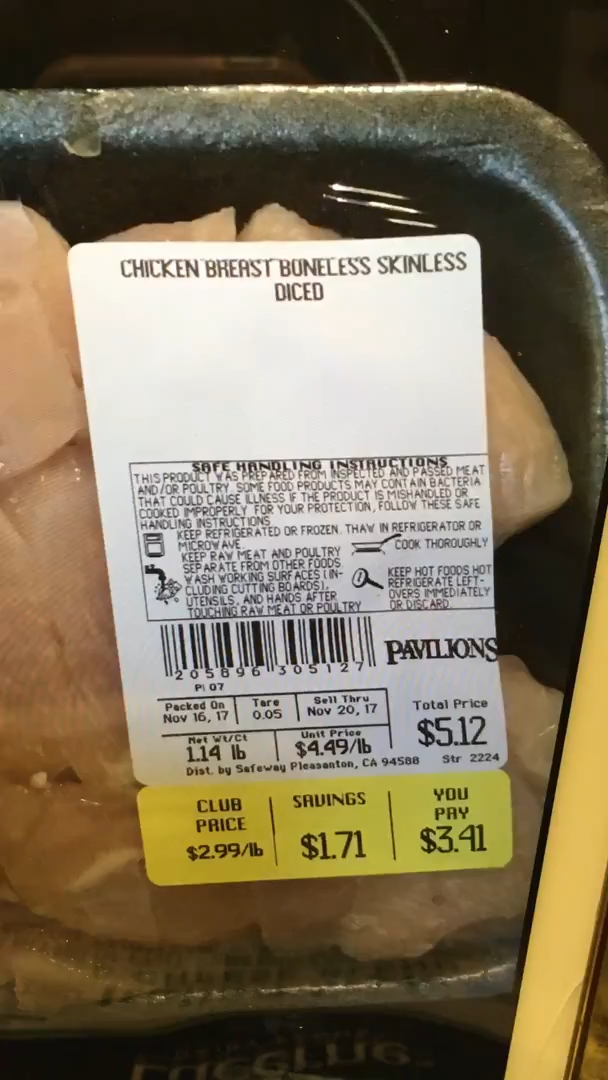 CHICKEN BREAST BONELESS SKINLESS
DICED
SAFE HANDLING INSTRUCTIONS
THIS PRODUCT WAS PREPARED FROM INSPECTED AND PASSED MEAT
AND/OR POULTRY. SOME FOOD PRODUCTS MAY CONTAIN BACTERIA
THAT COULD CAUSE ILLNESS IF THE PRODUCT IS MISHANDLED OR
COOKED IMPROPERLY. FOR YOUR PROTECTION, FOLLOW THESE SAFE
HANDLING INSTRUCTIONS
KEEP REFRIGERATED OR FROZEN. THAW IN REFRIGERATOR OR
MICROWAVE
KEEP RAW MEAT AND POULTRY
SEPARATE FROM OTHER FOODS
WASH WORKING SURFACES (IN-
CLUDING CUTTING BOARDS),
UTENSILS, AND HANDS AFTER
TOUCHING RAW MEAT OR POULTRY
COOK THOROUGHLY
KEEP HOT FOODS HOT
REFRIGERATE LEFT-
OVERS IMMEDIATELY
OR DISCARD.
2 05896 30512 7
PAVILIONS
Pl 07
Packed On
Nov 16, 17
Tare
0.05
Sell Thru
Nov 20, 17
Total Price
$5.12
Net Wt/Ct
1.14 lb
Unit Price
$4.49/lb
Dist. by Safeway Pleasanton, CA 94588
Str 2224
CLUB
PRICE
$2.99/lb
SAVINGS
$1.71
YOU
PAY
$3.41
Lucerne